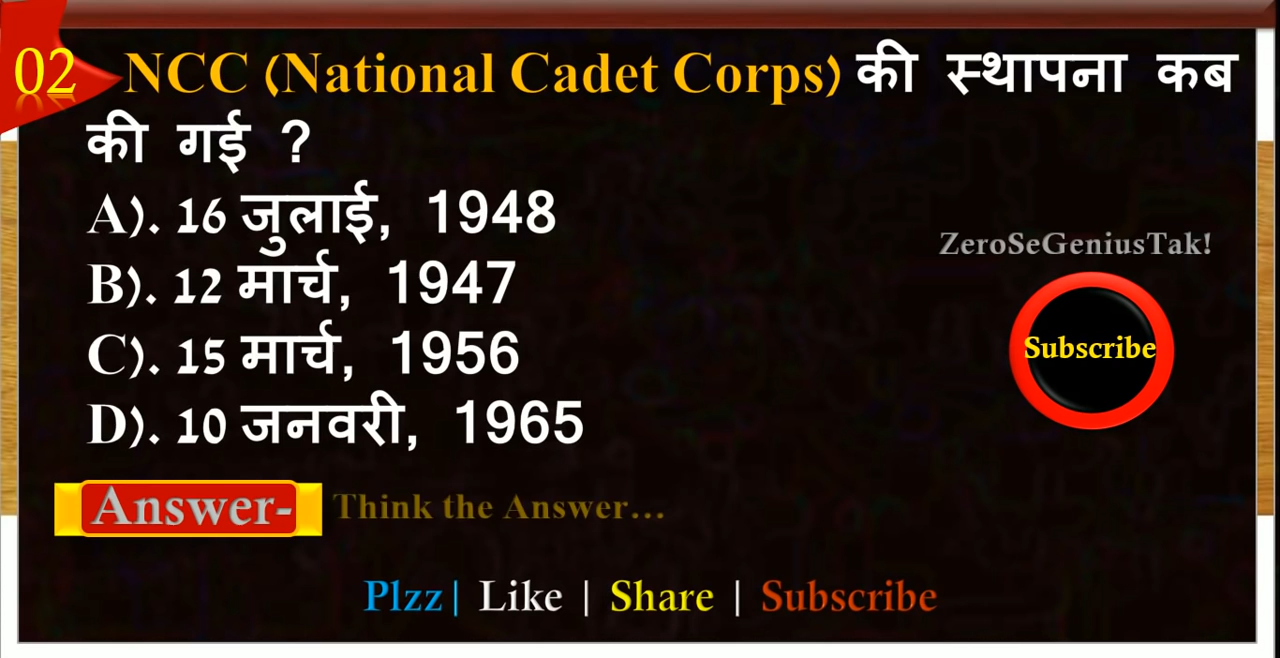 02
NCC (National Cadet Corps) की स्थापना कब
की गई ?
A). 16 जुलाई, 1948
B). 12 मार्च, 1947
C). 15 मार्च, 1956
D). 10 जनवरी, 1965
ZeroSeGeniusTak!
Subscribe
Answer- Think the Answer...
Plzz| Like | Share | Subscribe